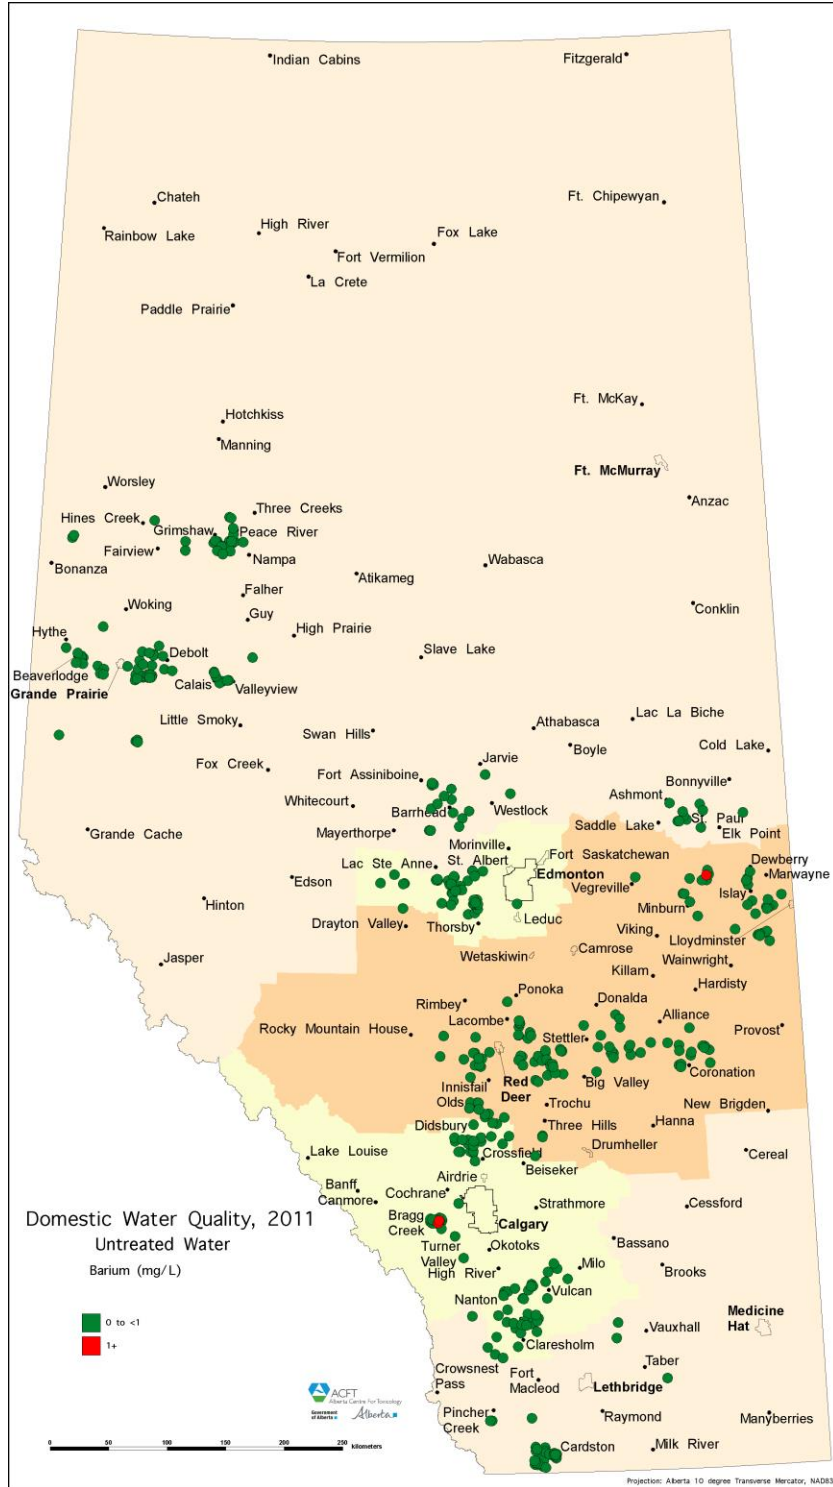 Indian Cabins
Fitzgerald
Chateh
Ft. Chipewyan
Rainbow Lake
High River
Fox Lake
Fort Vermilion
La Crete
Paddle Prairie
Ft. McKay
Hotchkiss
Manning
Ft. McMurray
Worsley
Anzac
Three Creeks
Hines Creek
Grimshaw
Peace River
Fairview
Nampa
Bonanza
Wabasca
Atikameg
Falher
Woking
Conklin
Guy
High Prairie
Hythe
Debolt
Slave Lake
Beaverlodge
Grande Prairie
Calais
Valleyview
Little Smoky
Swan Hills
Athabasca
Lac La Biche
Boyle
Cold Lake
Fox Creek
Jarvie
Fort Assiniboine
Bonnyville
Ashmont
Whitecourt
Barrhead
Westlock
St. Paul
Saddle Lake
Elk Point
Grande Cache
Mayerthorpe
Morinville
Fort Saskatchewan
Lac Ste Anne
St. Albert
Dewberry
Edmonton
Marwayne
Edson
Vegreville
Islay
Hinton
Minburn
Leduc
Drayton Valley
Thorsby
Viking
Lloydminster
Camrose
Wetaskiwin
Wainwright
Jasper
Killam
Hardisty
Ponoka
Rimbey
Donalda
Lacombe
Alliance
Rocky Mountain House
Stettler
Provost
Red
Deer
Coronation
Innisfail
Big Valley
Olds
Trochu
New Brigden
Didsbury
Three Hills
Hanna
Drumheller
Lake Louise
Crossfield
Cereal
Beiseker
Airdrie
Banff
Cochrane
Canmore
Strathmore
Cessford
Domestic Water Quality, 2011
Bragg
Creek
Calgary
Untreated Water
Turner
Valley
Okotoks
Bassano
Barium (mg/L)
High River
Milo
Brooks
Vulcan
Nanton
Medicine
Hat
0 to <1
Vauxhall
1+
Claresholm
Crowsnest
Pass
Fort
Macleod
Taber
Lethbridge
ACFT
Alberta Centre For Toxicology
Government
of Alberta
Alberta
Pincher
Creek
Raymond
Manyberries
Cardston
Milk River
0 50 100 150 200 250
kilometers
Projection: Alberta 10 degree Transverse Mercator, NAD83